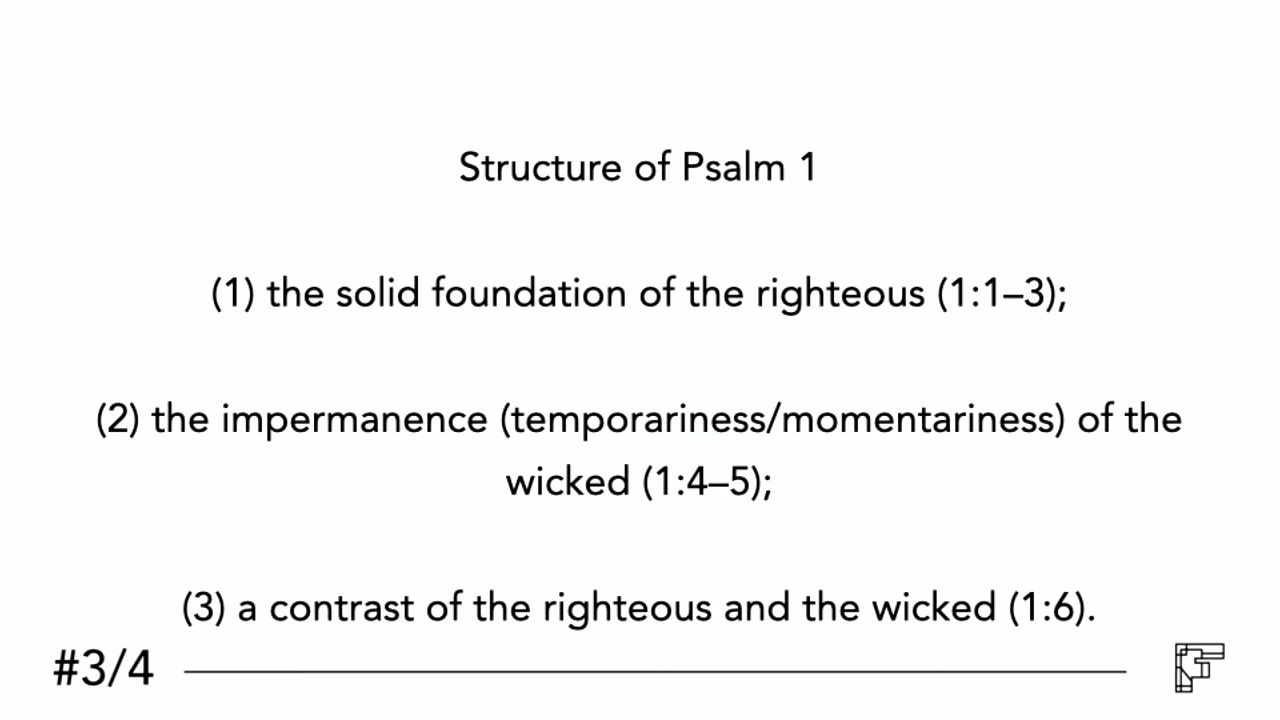 Structure of Psalm 1
(1) the solid foundation of the righteous (1:1–3);
(2) the impermanence (temporariness/momentariness) of the
wicked (1:4–5);
(3) a contrast of the righteous and the wicked (1:6).
#3/4